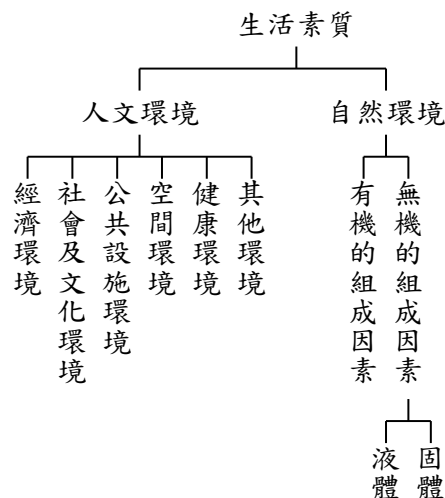 生活素質
人文環境
自然環境
經濟環境
社會及文化環境
公共設施環境
空間環境
健康環境
其他環境
有機的組成因素
無機的組成因素
液體
固體